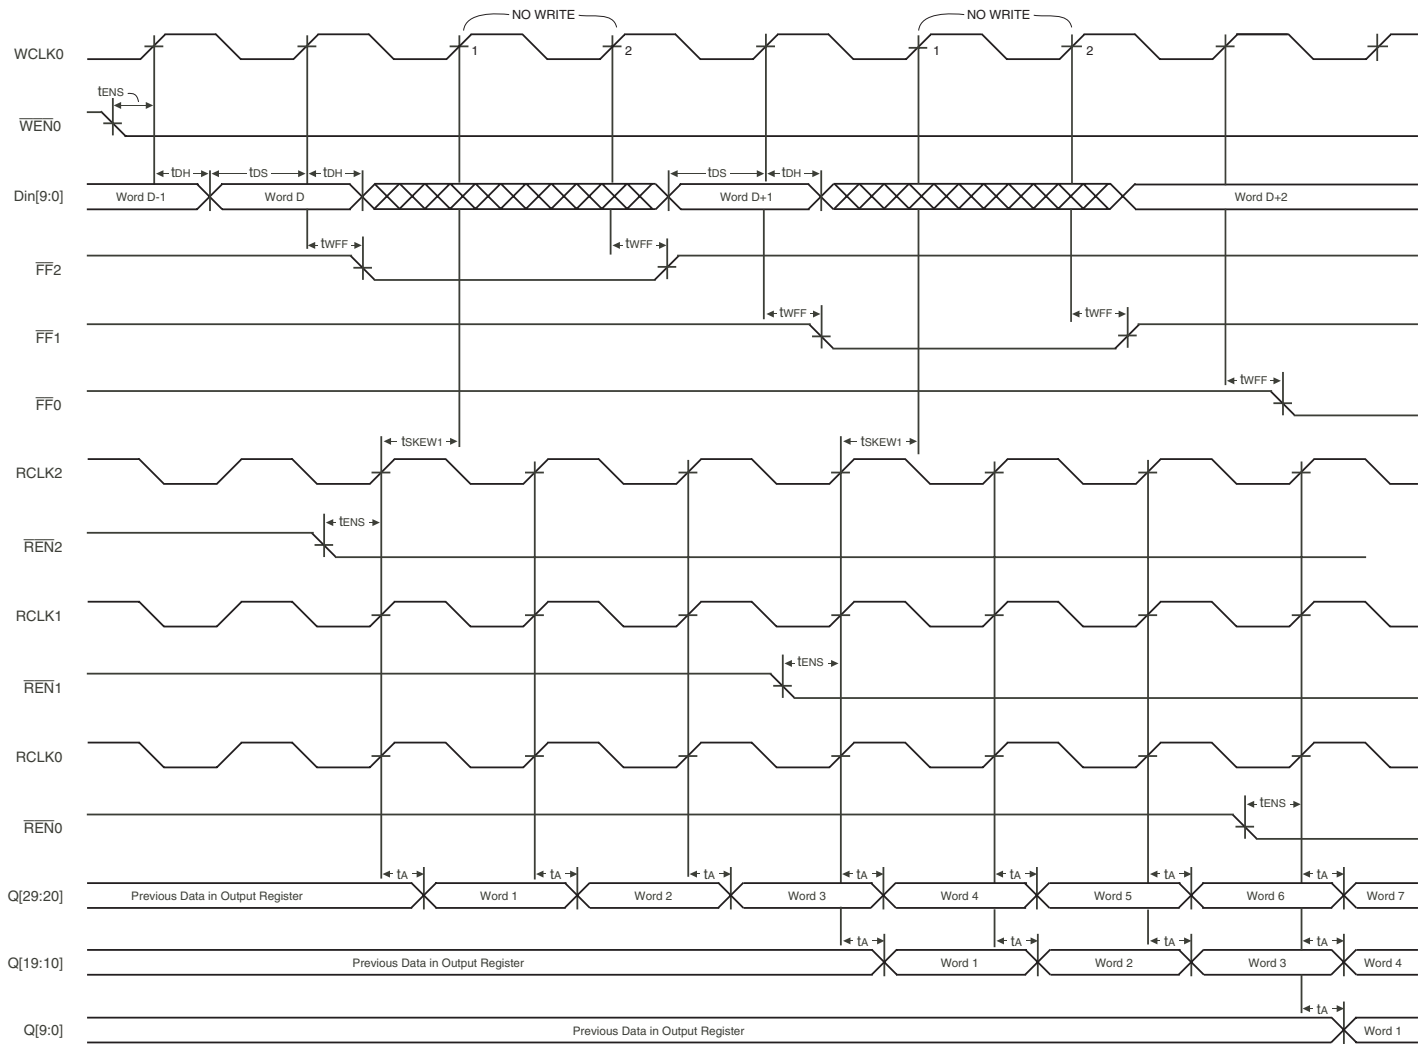 NO WRITE NO WRITE
WCLK0 1 2 1 2
tENS
WEN0
tDH tDS tDH tDS tDH
Din[9:0] Word D-1 Word D Word D+1 Word D+2
tWFF tWFF
FF2
tWFF tWFF
FF1
tWFF
FF0
tSKEW1 tSKEW1
RCLK2
tENS
REN2
RCLK1
tENS
REN1
RCLK0
tENS
REN0
tA tA tA tA tA tA tA
Q[29:20] Previous Data in Output Register Word 1 Word 2 Word 3 Word 4 Word 5 Word 6 Word 7
tA tA tA tA
Q[19:10] Previous Data in Output Register Word 1 Word 2 Word 3 Word 4
tA
Q[9:0] Previous Data in Output Register Word 1